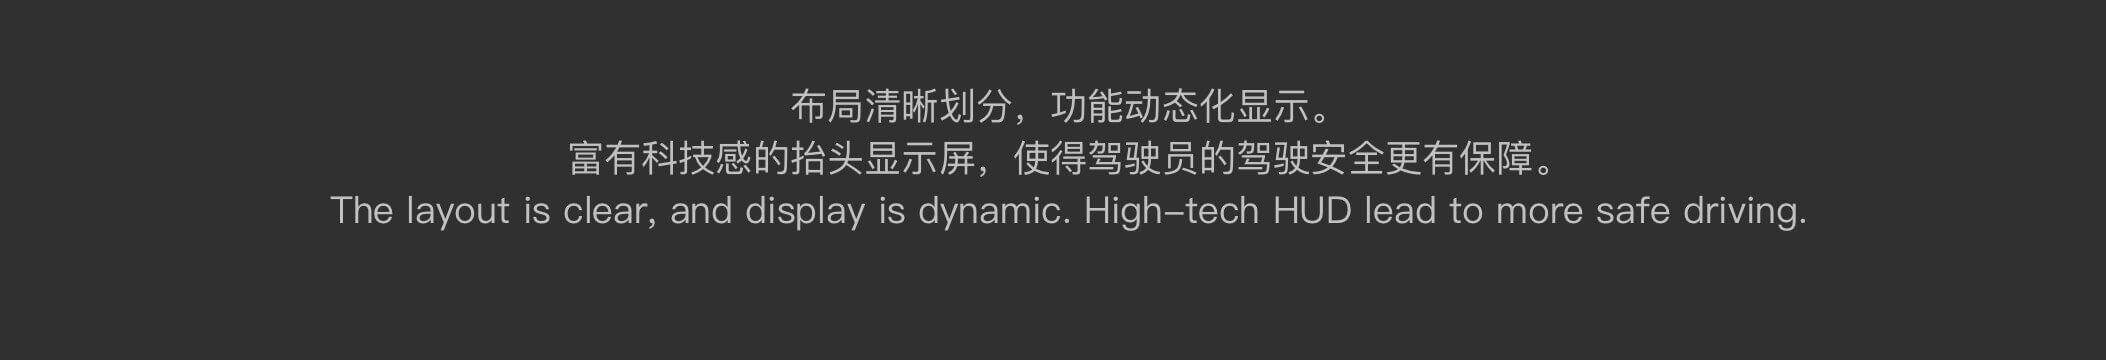 布局清晰划分，功能动态化显示。
富有科技感的抬头显示屏，使得驾驶员的驾驶安全更有保障。
The layout is clear, and display is dynamic. High-tech HUD lead to more safe driving.